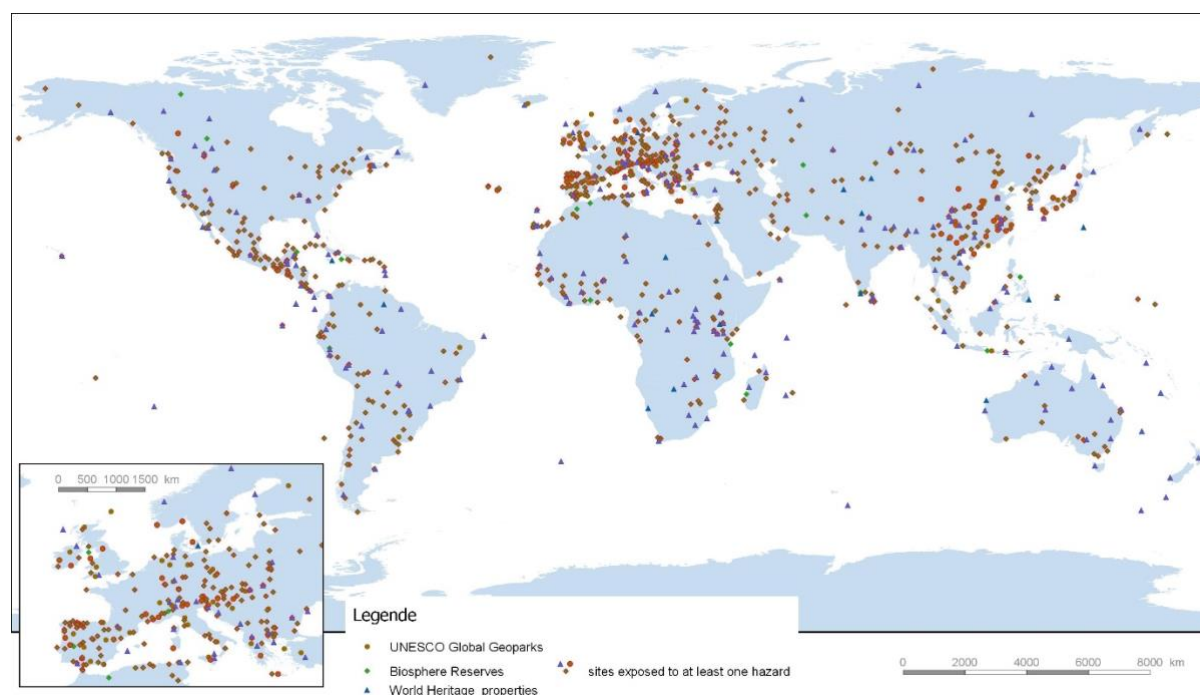 0 500 1000 1500 km
Legende
UNESCO Global Geoparks
Biosphere Reserves
sites exposed to at least one hazard
World Heritage properties
0 2000 4000 6000 8000 km